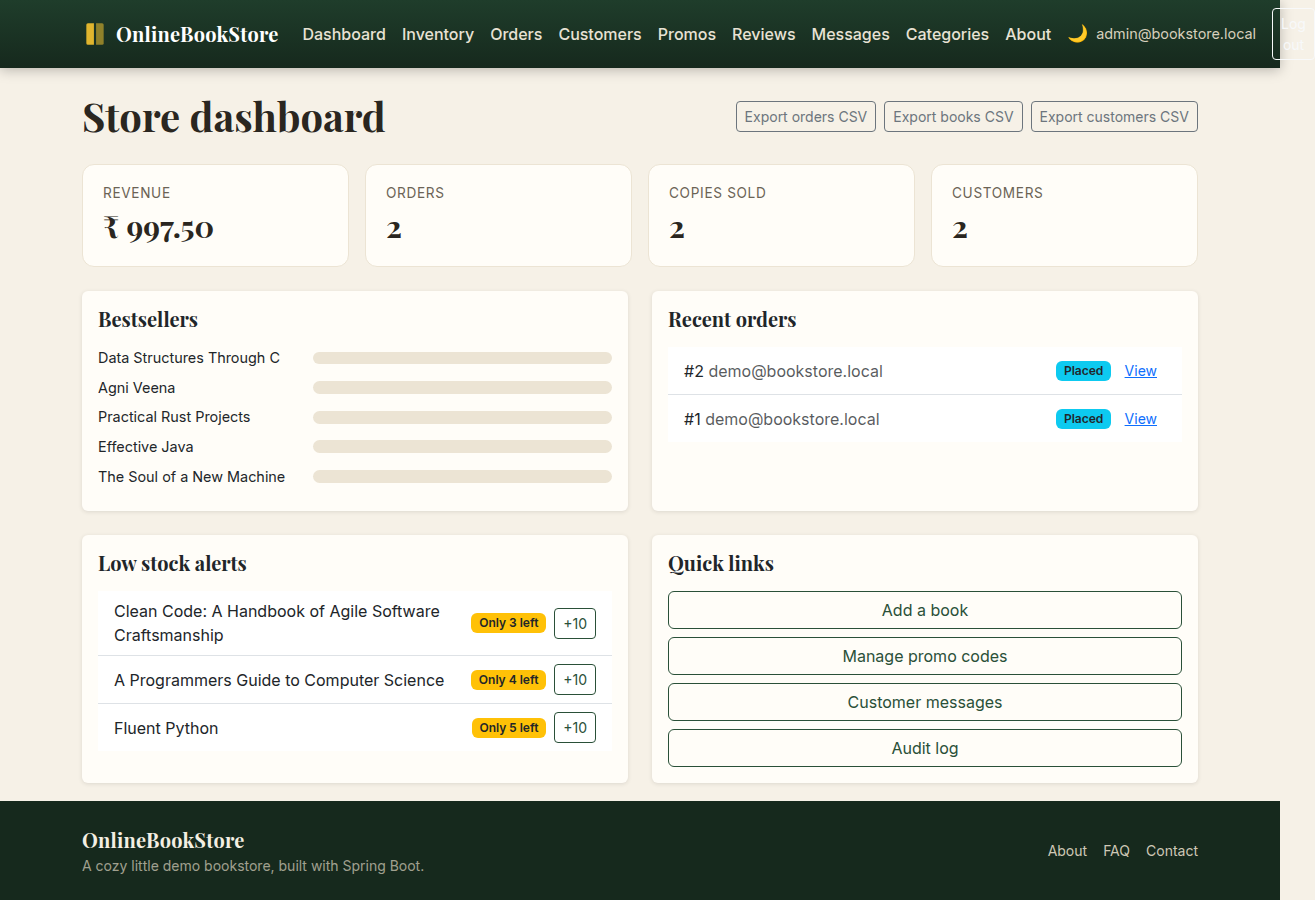 OnlineBookStore Dashboard Inventory Orders Customers Promos Reviews Messages Categories About admin@bookstore.local Log out
Store dashboard
Export orders CSV Export books CSV Export customers CSV
REVENUE
₹ 997.50
ORDERS
2
COPIES SOLD
2
CUSTOMERS
2
Bestsellers
Data Structures Through C
Agni Veena
Practical Rust Projects
Effective Java
The Soul of a New Machine
Recent orders
#2 demo@bookstore.local Placed View
#1 demo@bookstore.local Placed View
Low stock alerts
Clean Code: A Handbook of Agile Software
Craftsmanship
Only 3 left +10
A Programmers Guide to Computer Science Only 4 left +10
Fluent Python Only 5 left +10
Quick links
Add a book
Manage promo codes
Customer messages
Audit log
OnlineBookStore
A cozy little demo bookstore, built with Spring Boot.
About FAQ Contact